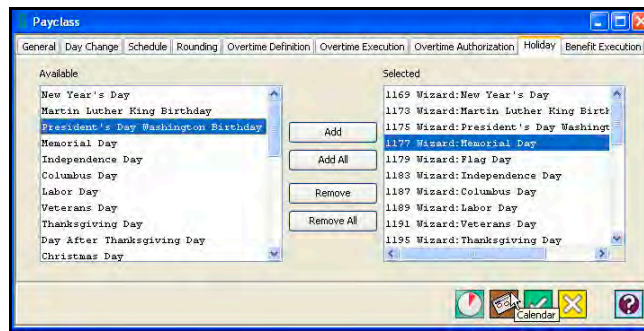 Payclass
General Day Change Schedule Rounding Overtime Definition Overtime Execution Overtime Authorization Holiday Benefit Execution
Available
New Year's Day
Martin Luther King Birthday
President's Day Washington Birthday
Memorial Day
Independence Day
Columbus Day
Labor Day
Veterans Day
Thanksgiving Day
Day After Thanksgiving Day
Christmas Day
Add
Add All
Remove
Remove All
Selected
1169 Wizard:New Year's Day
1173 Wizard:Martin Luther King Birth
1175 Wizard:President's Day Washingt
1177 Wizard:Memorial Day
1179 Wizard:Flag Day
1183 Wizard:Independence Day
1187 Wizard:Columbus Day
1189 Wizard:Labor Day
1191 Wizard:Veterans Day
1195 Wizard:Thanksgiving Day
Calendar